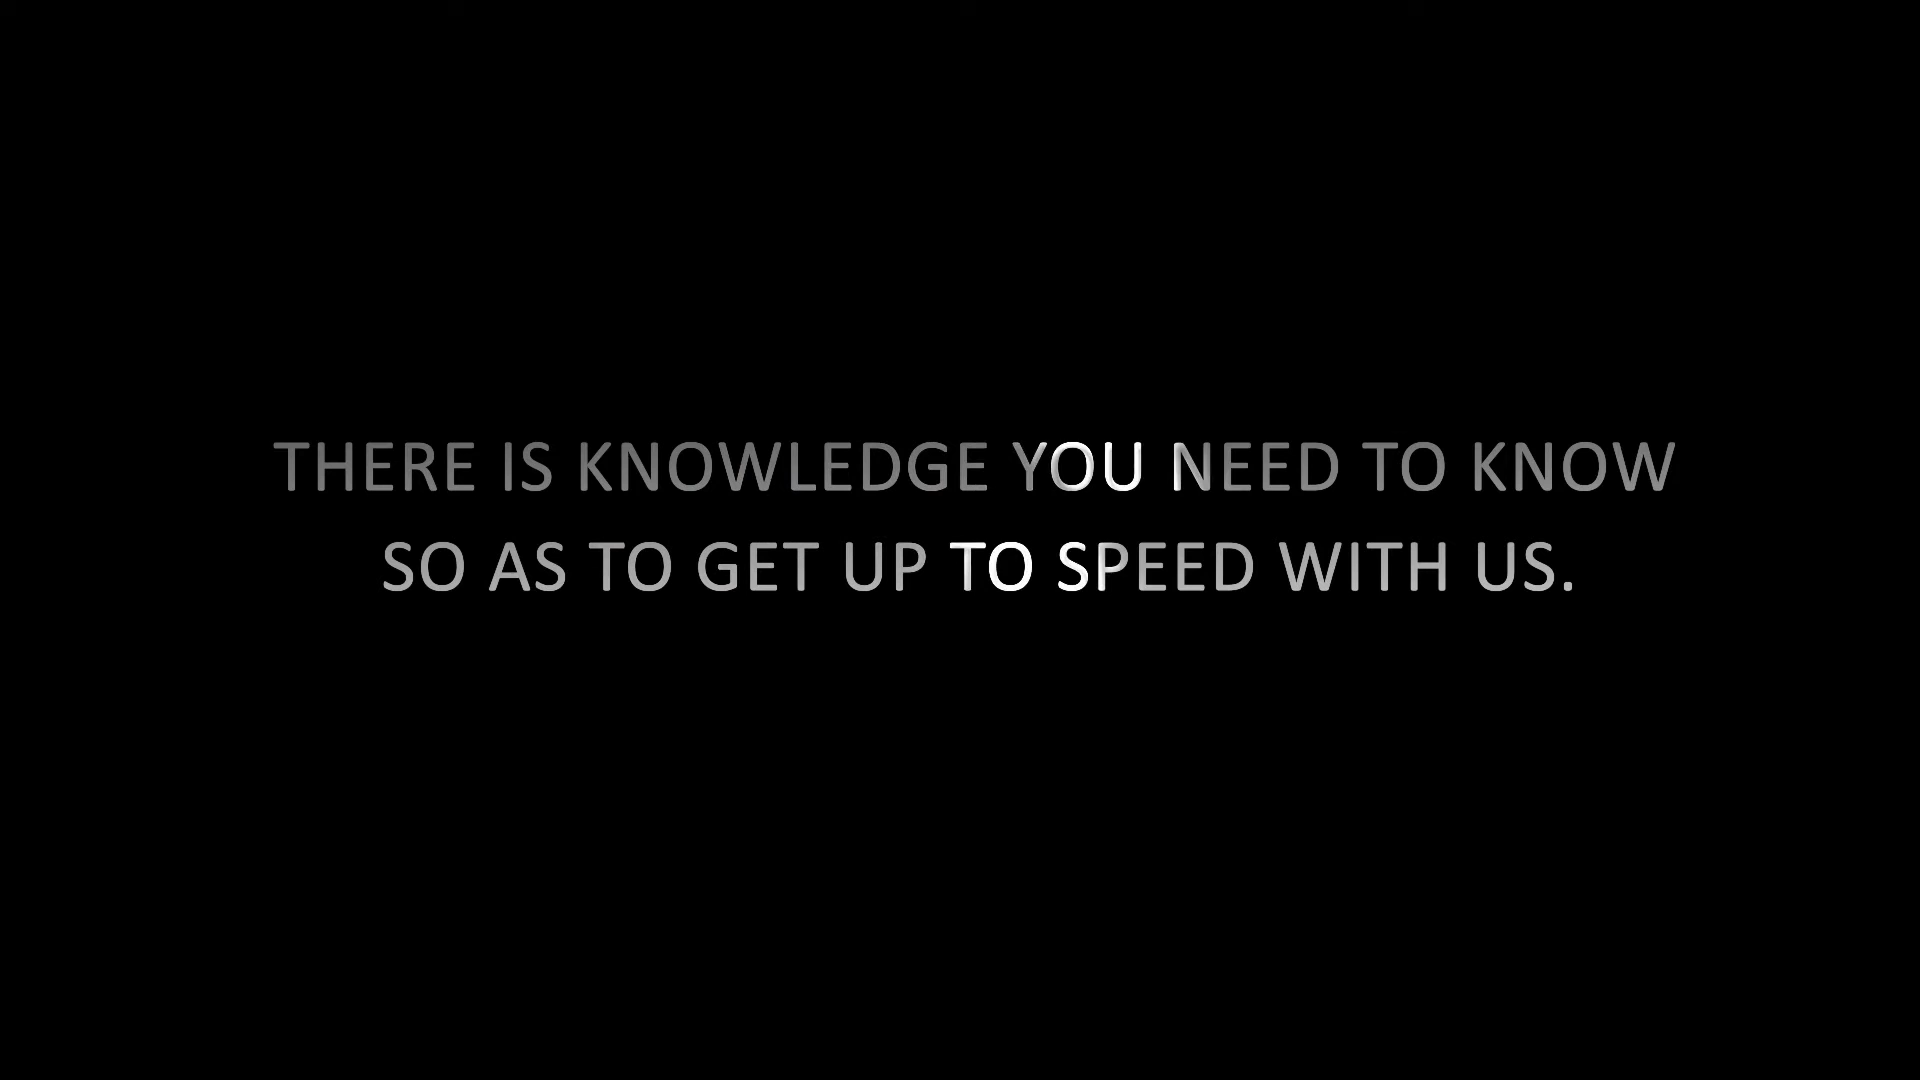 THERE IS KNOWLEDGE YOU NEED TO KNOW
SO AS TO GET UP TO SPEED WITH US.